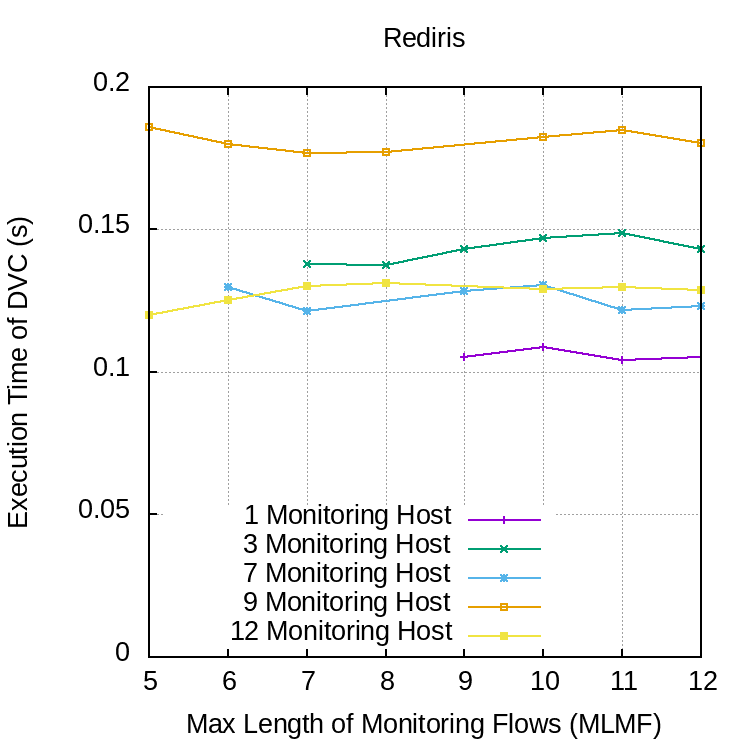 Rediris
Execution Time of DVC (s)
0.2
0.15
0.1
0.05
0
1 Monitoring Host
3 Monitoring Host
7 Monitoring Host
9 Monitoring Host
12 Monitoring Host
5 6 7 8 9 10 11 12
Max Length of Monitoring Flows (MLMF)